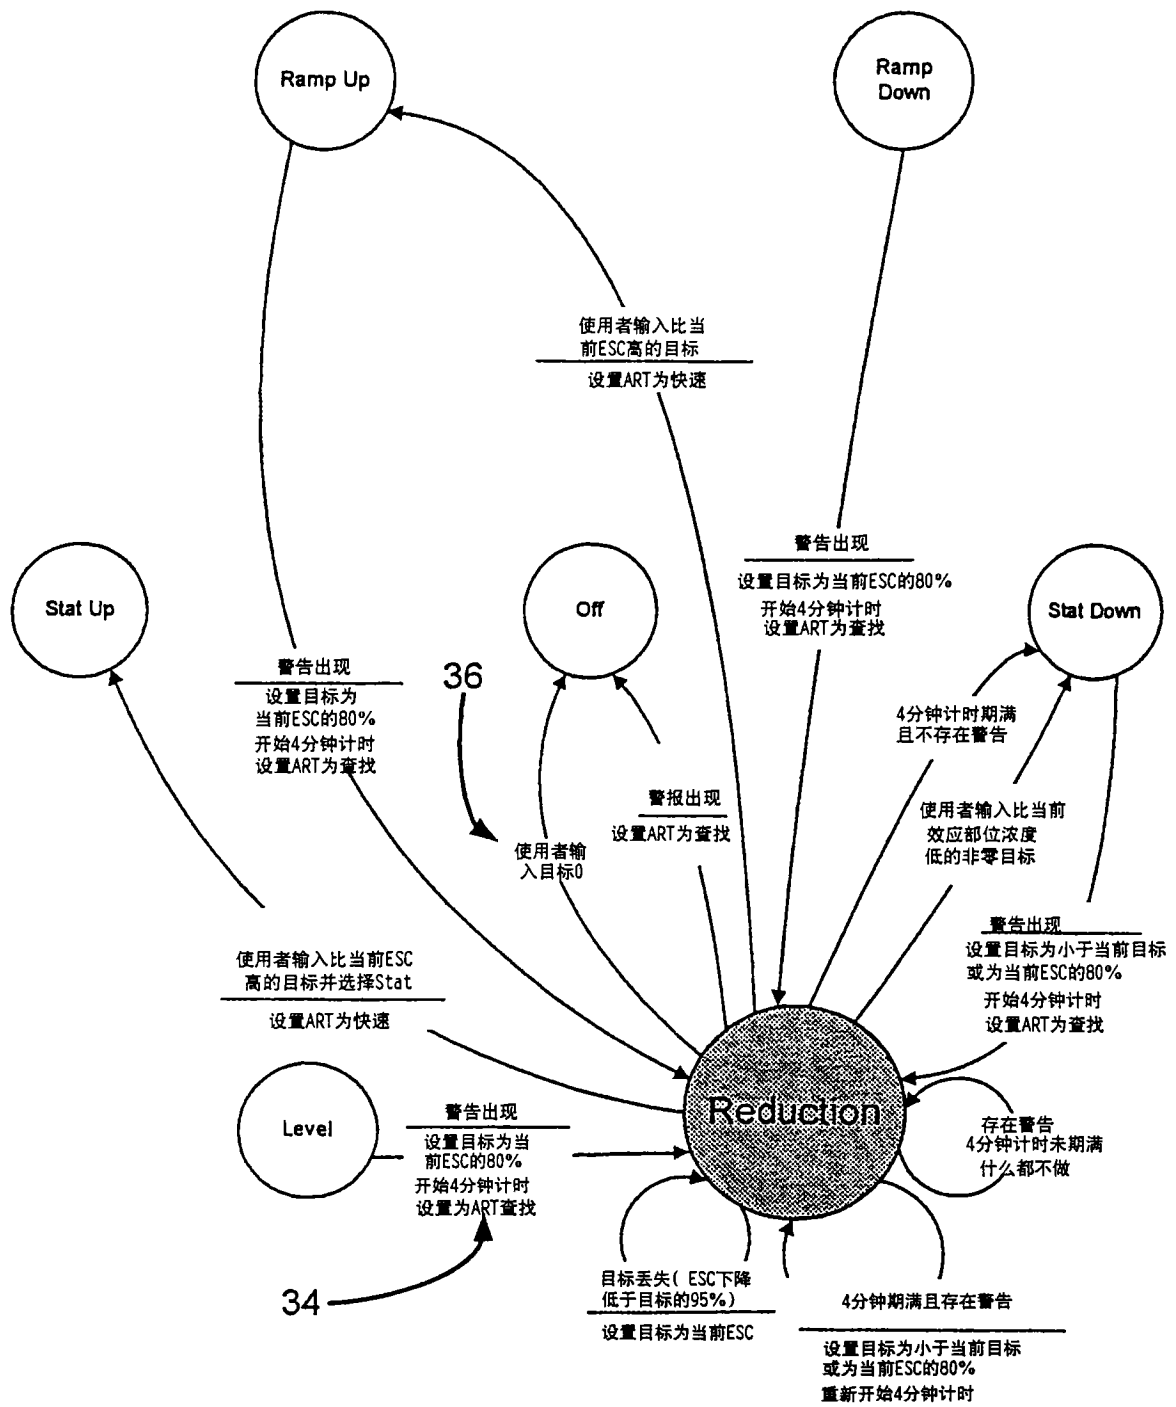 Ramp Up
Ramp
Down
使用者输入比当
前ESC高的目标
设置ART为快速
警告出现
设置目标为当前ESC的80%
开始4分钟计时
设置ART为查找
Stat Up
Off
Stat Down
警告出现
设置目标为
当前ESC的80%
开始4分钟计时
设置ART为查找
36
4分钟计时期满
且不存在警告
警报出现
设置ART为查找
使用者输入比当前
效应部位浓度
低的非零目标
使用者输
入目标0
警告出现
设置目标为小于当前目标
或为当前ESC的80%
开始4分钟计时
设置ART为查找
使用者输入比当前ESC
高的目标并选择Stat
设置ART为快速
Level
警告出现
设置目标为当
前ESC的80%
开始4分钟计时
设置为ART查找
Reduction
存在警告
4分钟计时未期满
什么都不做
34
目标丢失( ESC下降
低于目标的95%)
设置目标为当前ESC
4分钟期满且存在警告
设置目标为小于当前目标
或为当前ESC的80%
重新开始4分钟计时